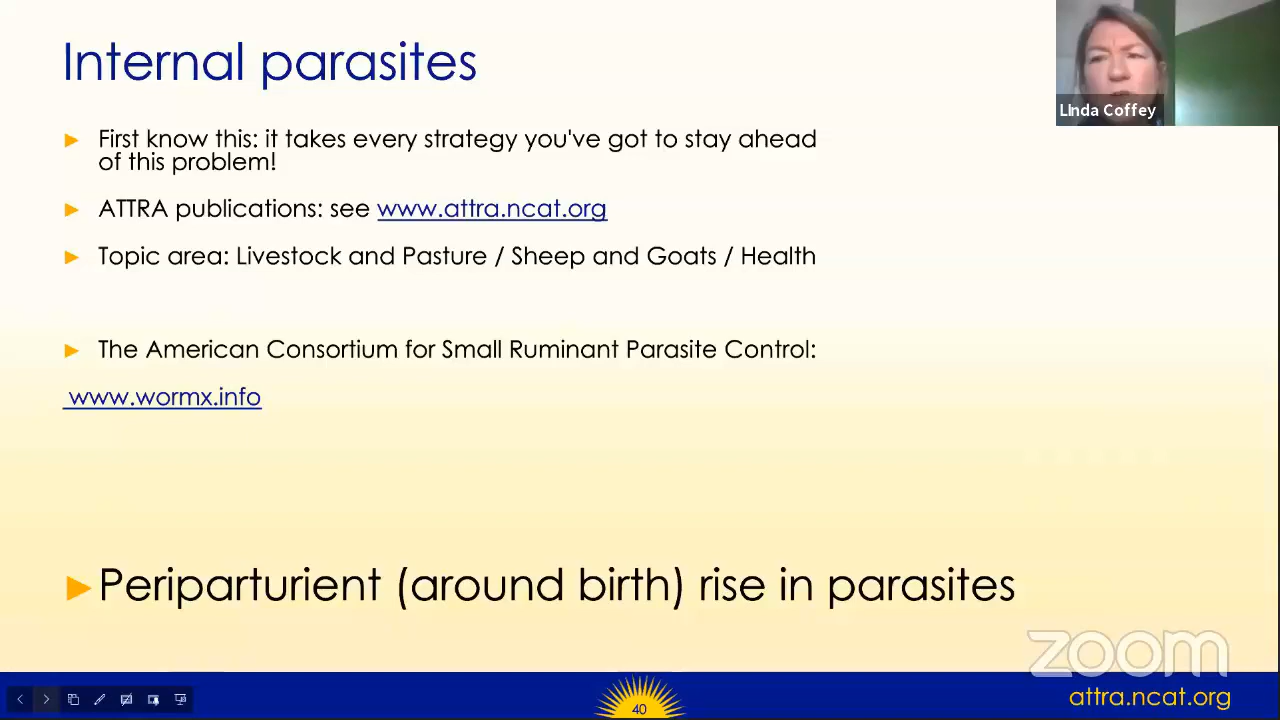 Internal parasites
Linda Coffey
► First know this: it takes every strategy you've got to stay ahead
of this problem!
► ATTRA publications: see www.attra.ncat.org
► Topic area: Livestock and Pasture / Sheep and Goats / Health
► The American Consortium for Small Ruminant Parasite Control:
www.wormx.info
► Periparturient (around birth) rise in parasites
zoom
40
attra.ncat.org